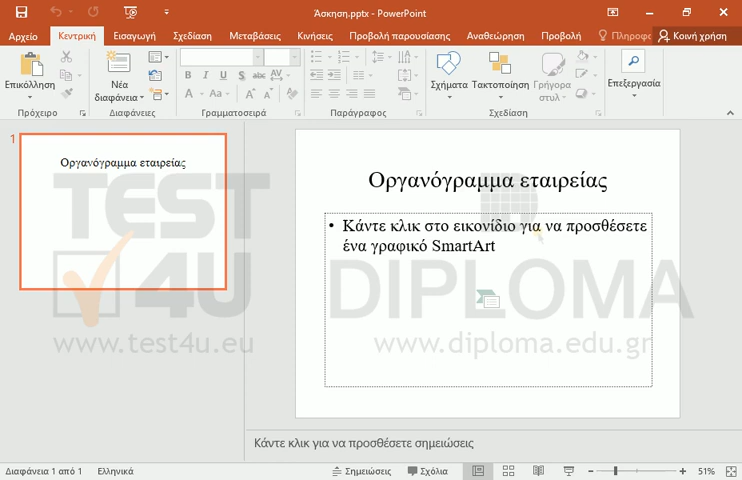 Άσκηση.pptx - PowerPoint
Αρχείο Κεντρική Εισαγωγή Σχεδίαση Μεταβάσεις Κινήσεις Προβολή παρουσίασης Αναθεώρηση Προβολή Πληροφε Κοινή χρήση
Επικόλληση
Νέα
διαφάνεια
Σχήματα Τακτοποίηση Γρήγορα
στυλ
Επεξεργασία
Πρόχειρο Διαφάνειες Γραμματοσειρά Παράγραφος Σχεδίαση
1
Οργανόγραμμα εταιρείας
Οργανόγραμμα εταιρείας
• Κάντε κλικ στο εικονίδιο για να προσθέσετε
ένα γραφικό SmartArt
TEST
4U
www.test4u.eu
DIPLOMA
www.diploma.edu.gr
Κάντε κλικ για να προσθέσετε σημειώσεις
Διαφάνεια 1 από 1 Ελληνικά Σημειώσεις Σχόλια 51%